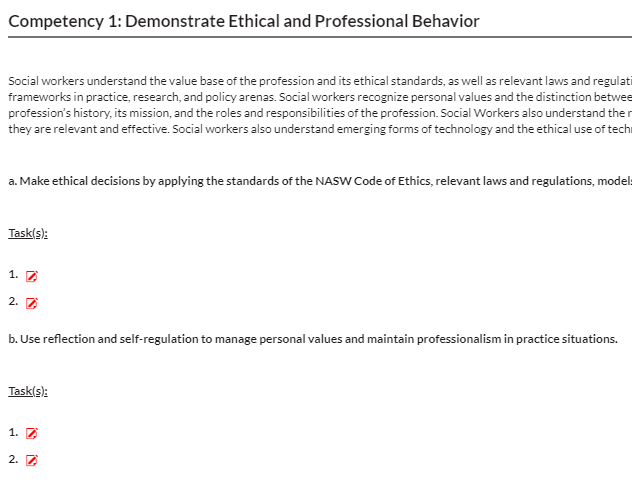 Competency 1: Demonstrate Ethical and Professional Behavior
Social workers understand the value base of the profession and its ethical standards, as well as relevant laws and
frameworks in practice, research, and policy arenas. Social workers recognize personal values and the distinction
profession's history, its mission, and the roles and responsibilities of the profession. Social Workers also understand the
they are relevant and effective. Social workers also understand emerging forms of technology and the ethical use of
a. Make ethical decisions by applying the standards of the NASW Code of Ethics, relevant laws and regulations,
Task(s):
1.
2.
b. Use reflection and self-regulation to manage personal values and maintain professionalism in practice situations.
Task(s):
1.
2.